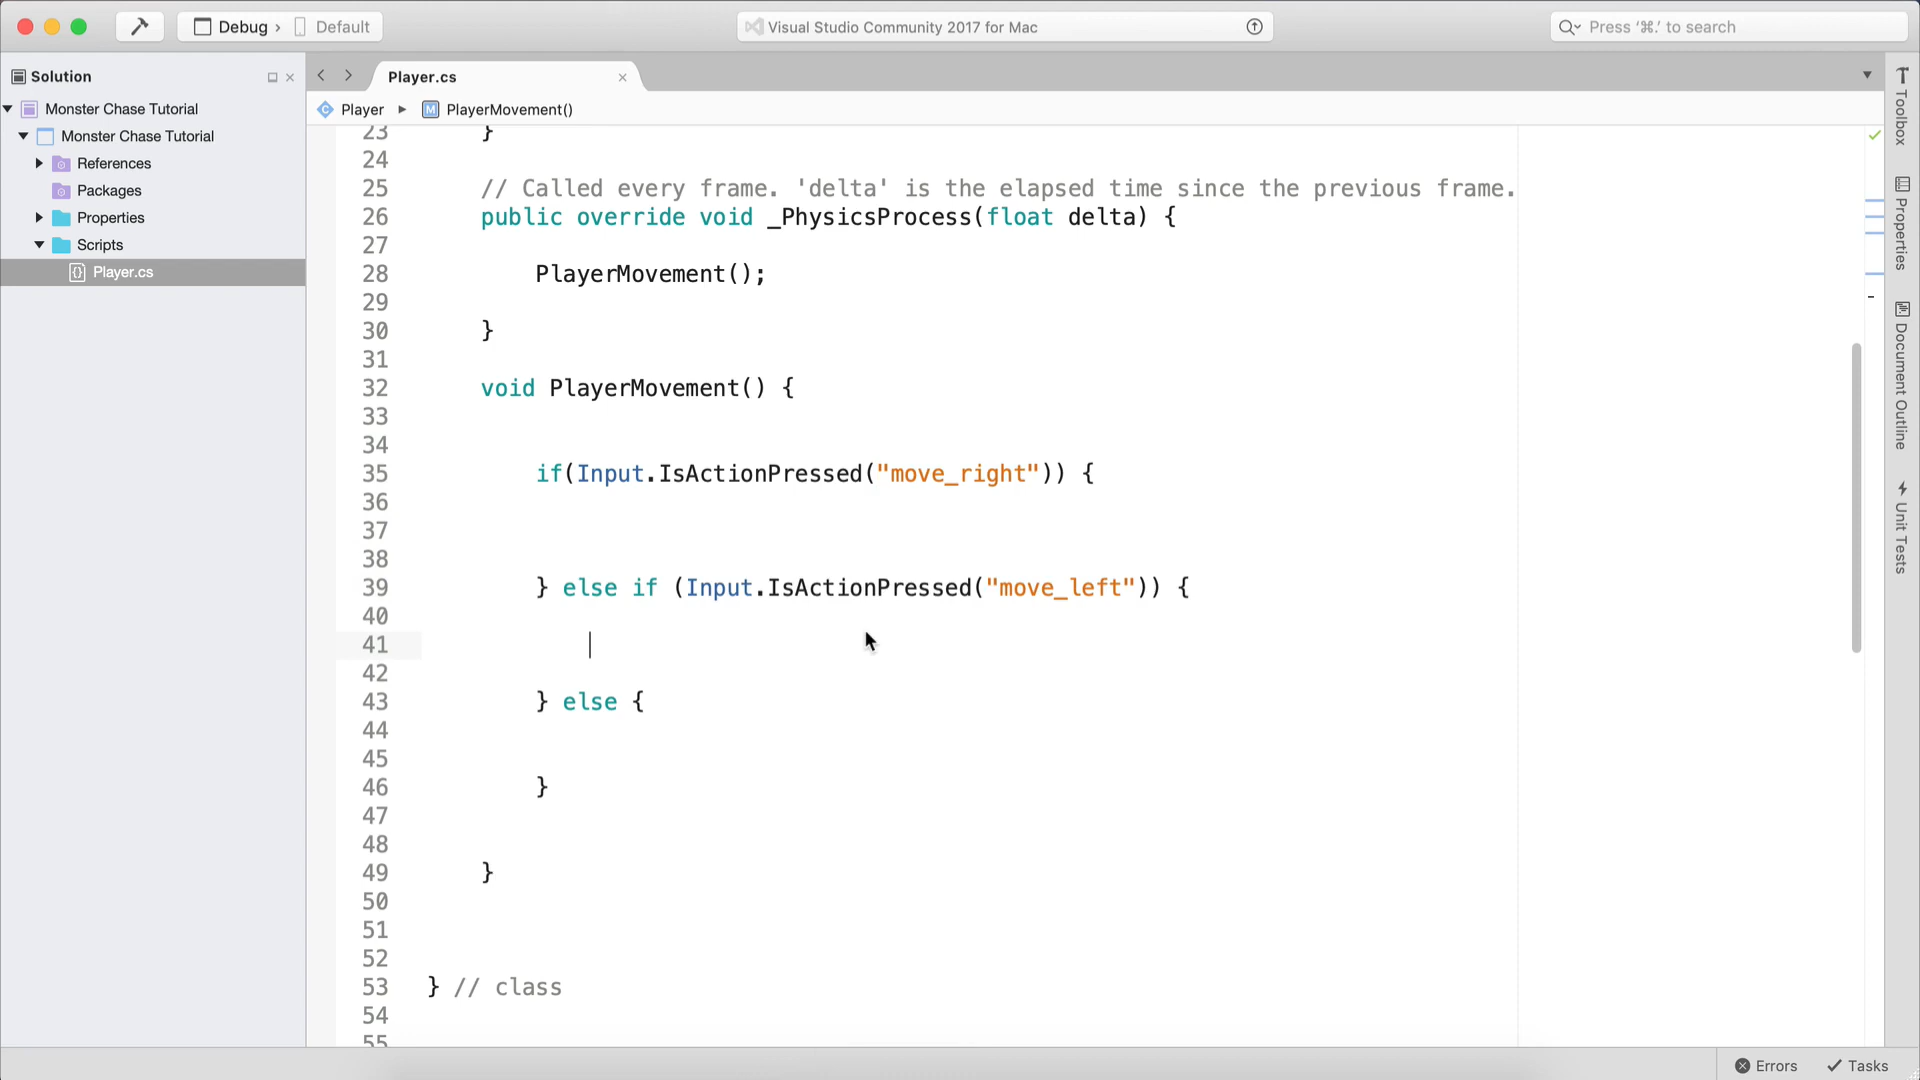 Debug › Default
Visual Studio Community 2017 for Mac
Press '⌘.' to search
Solution
Player.cs
Player ▸ PlayerMovement()
Monster Chase Tutorial
Monster Chase Tutorial
References
Packages
Properties
Scripts
Player.cs
23 }
24
25 // Called every frame. 'delta' is the elapsed time since the previous frame.
26 public override void _PhysicsProcess(float delta) {
27
28 PlayerMovement();
29
30 }
31
32 void PlayerMovement() {
33
34
35 if(Input.IsActionPressed("move_right")) {
36
37
38
39 } else if (Input.IsActionPressed("move_left")) {
40
41
42
43 } else {
44
45
46 }
47
48
49 }
50
51
52
53 } // class
54
55
Toolbox
Properties
Document Outline
Unit Tests
Errors
Tasks